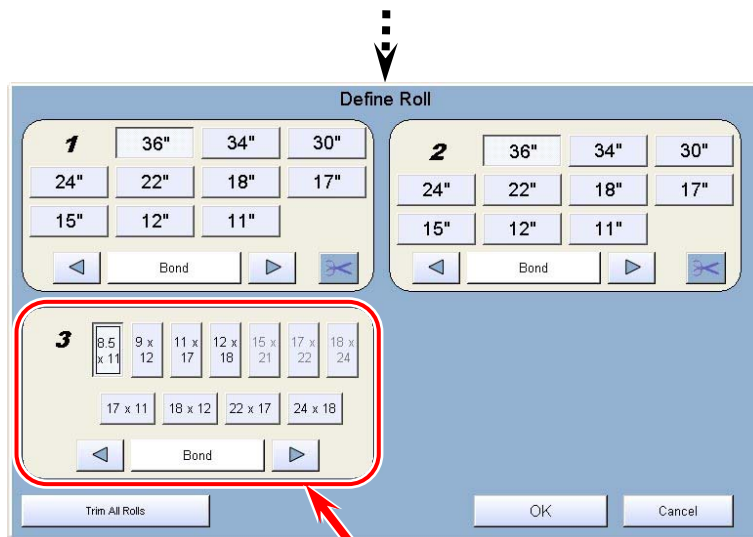 Define Roll
1 36" 34" 30"
24" 22" 18" 17"
15" 12" 11"
Bond
2 36" 34" 30"
24" 22" 18" 17"
15" 12" 11"
Bond
3 8.5 x 11 9 x 12 11 x 17 12 x 18 15 x 21 17 x 22 18 x 24
17 x 11 18 x 12 22 x 17 24 x 18
Bond
Trim All Rolls OK Cancel